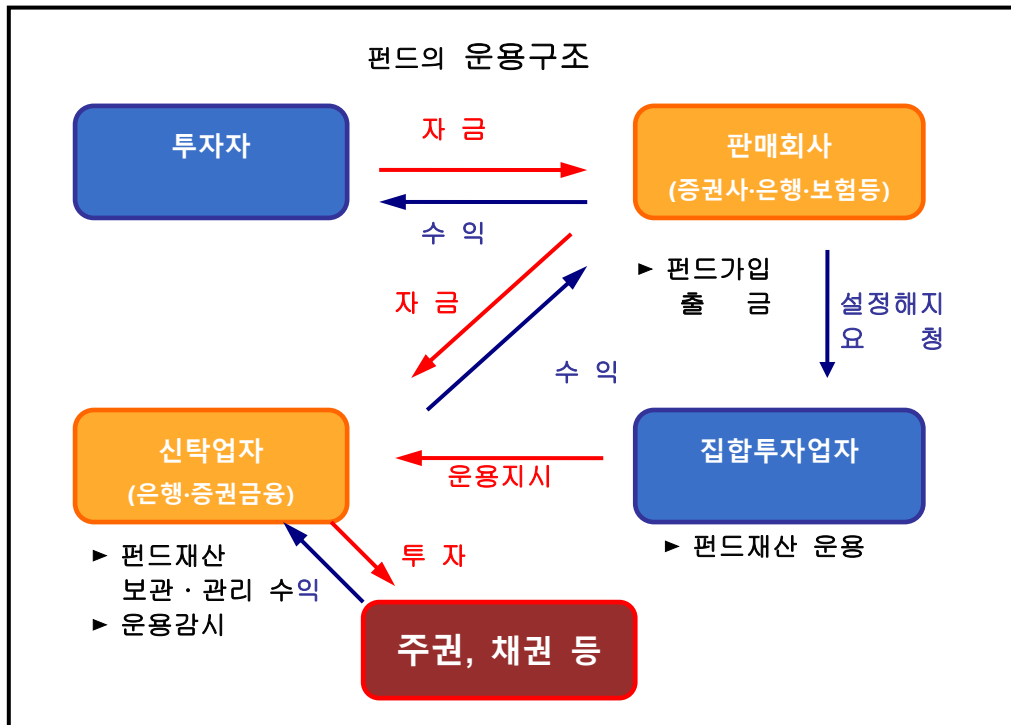 펀드의 운용구조
투자자
자 금
판매회사
(증권사·은행·보험등)
수 익
► 펀드가입
출 금
자 금
설정해지
요 청
수 익
신탁업자
(은행·증권금융)
운용지시
집합투자업자
► 펀드재산
보관 · 관리 수익
► 운용감시
투 자
► 펀드재산 운용
주권, 채권 등